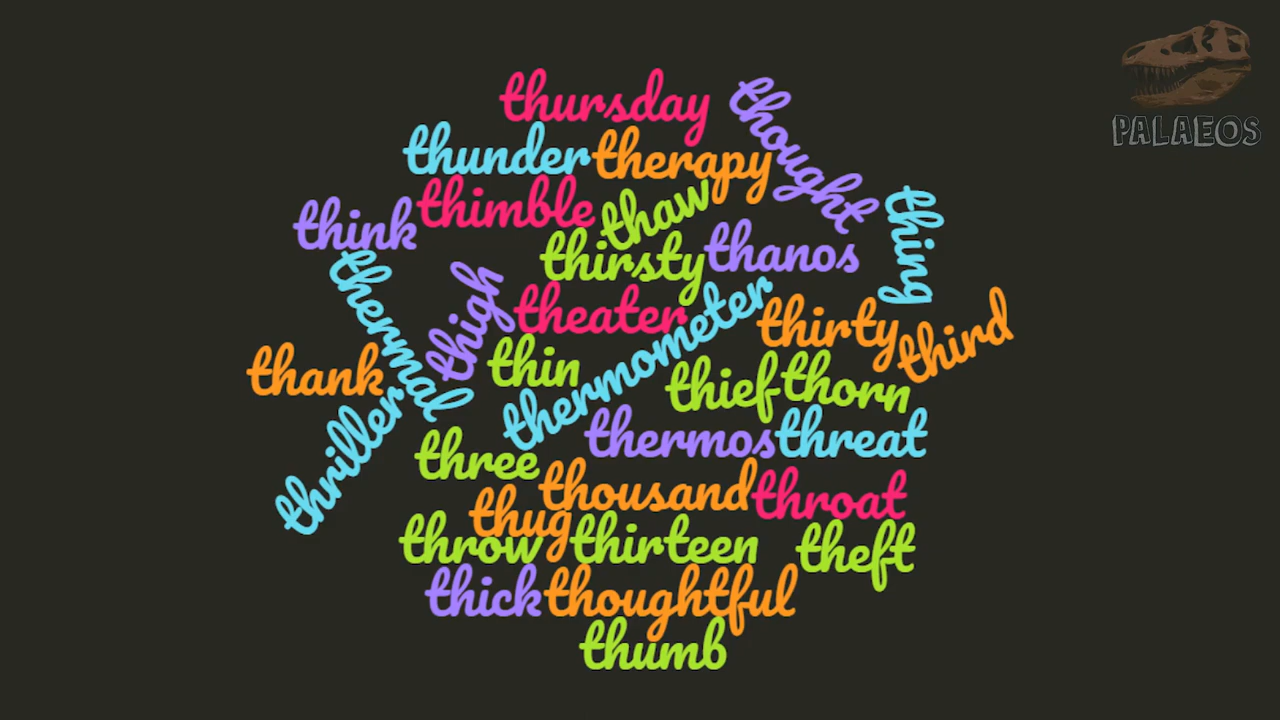 thursday
thought
PALAEOS
thunder
therapy
thimble
thaw
thing
think
thirsty
thanos
thermal
thigh
theater
thermometer
thirty
third
thank
thin
thief
thorn
thriller
thermos
threat
three
thousand
throat
thug
throw
thirteen
theft
thick
thoughtful
thumb